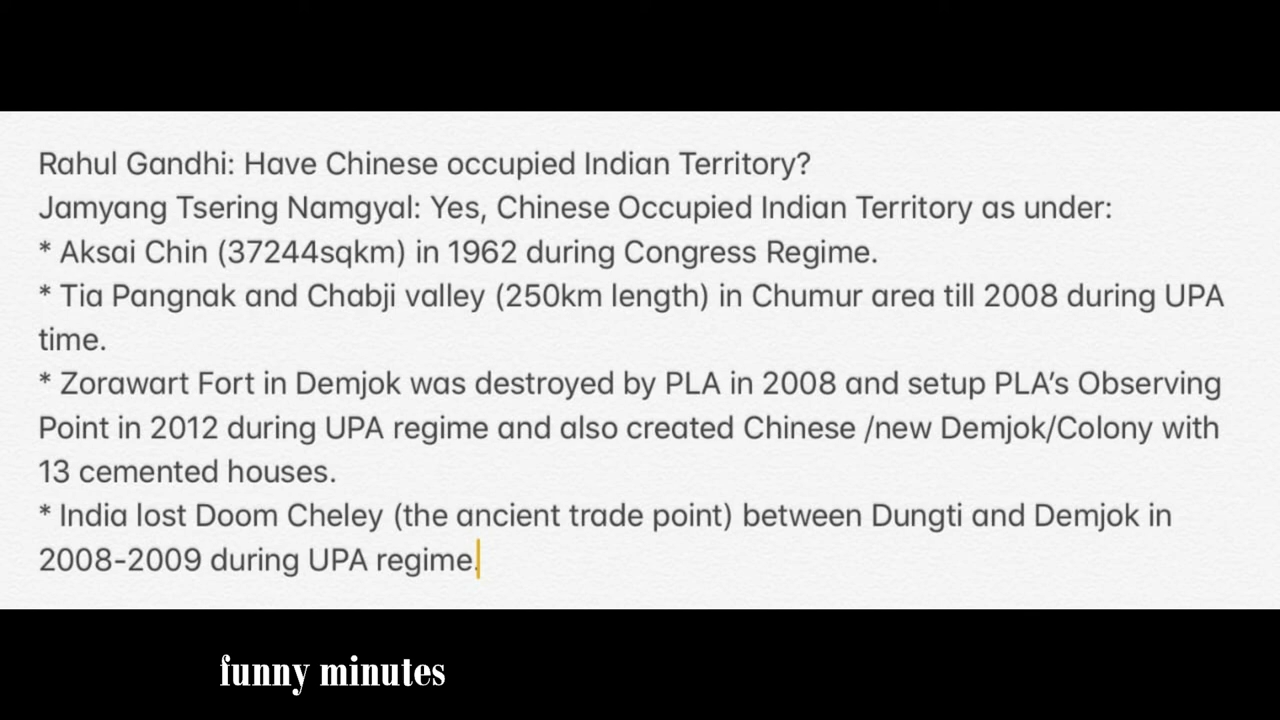 Rahul Gandhi: Have Chinese occupied Indian Territory?
Jamyang Tsering Namgyal: Yes, Chinese Occupied Indian Territory as under:
* Aksai Chin (37244sqkm) in 1962 during Congress Regime.
* Tia Pangnak and Chabji valley (250km length) in Chumur area till 2008 during UPA
time.
* Zorawart Fort in Demjok was destroyed by PLA in 2008 and setup PLA’s Observing
Point in 2012 during UPA regime and also created Chinese /new Demjok/Colony with
13 cemented houses.
* India lost Doom Cheley (the ancient trade point) between Dungti and Demjok in
2008-2009 during UPA regime.
funny minutes